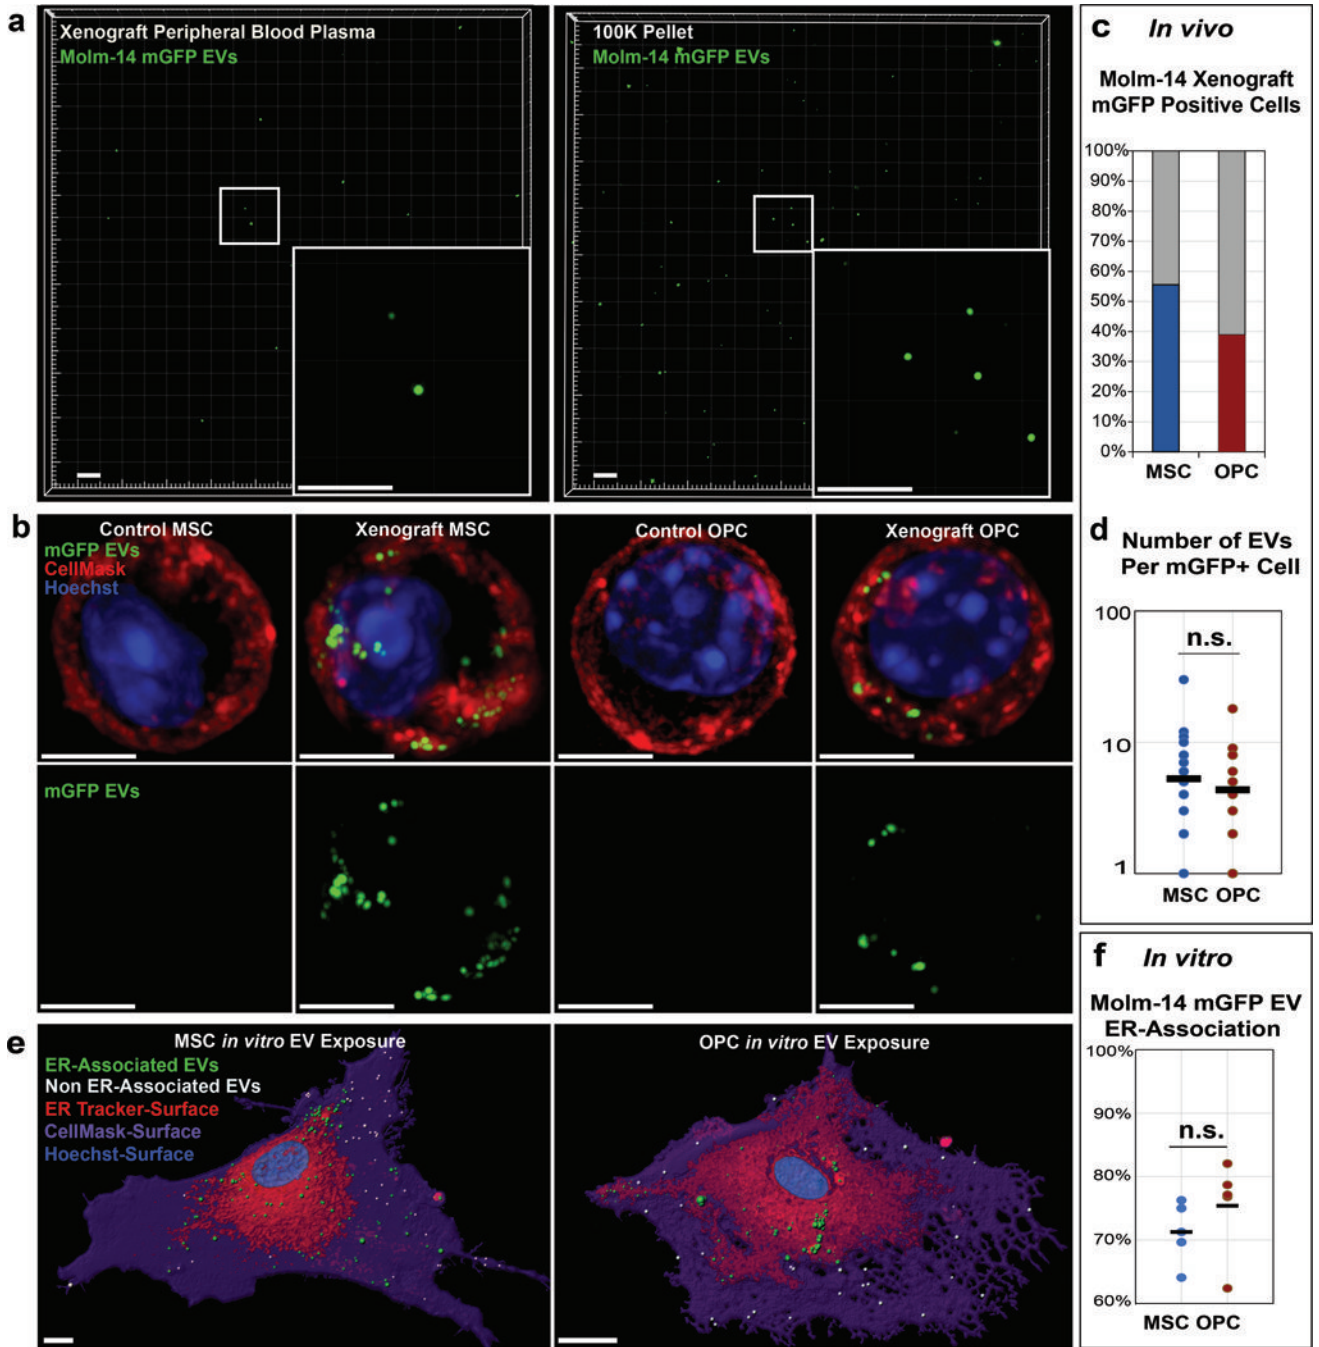 a
Xenograft Peripheral Blood Plasma
Molm-14 mGFP EVs
100K Pellet
Molm-14 mGFP EVs
b
Control MSC
mGFP EVs
CellMask
Hoechst
Xenograft MSC
Control OPC
Xenograft OPC
mGFP EVs
c
In vivo
Molm-14 Xenograft
mGFP Positive Cells
100%
90%
80%
70%
60%
50%
40%
30%
20%
10%
0%
MSC
OPC
d
Number of EVs
Per mGFP+ Cell
100
n.s.
10
1
MSC OPC
e
MSC in vitro EV Exposure
ER-Associated EVs
Non ER-Associated EVs
ER Tracker-Surface
CellMask-Surface
Hoechst-Surface
OPC in vitro EV Exposure
f
In vitro
Molm-14 mGFP EV
ER-Association
100%
90%
n.s.
80%
70%
60%
MSC OPC